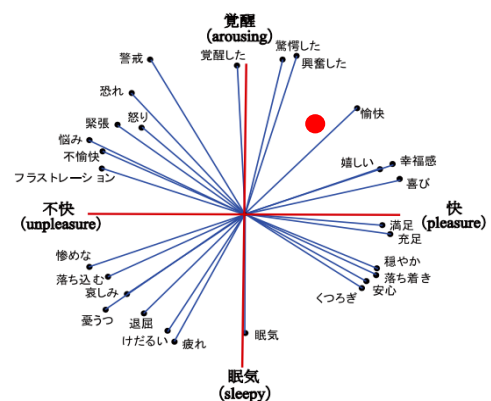 覚醒
(arousing)
警戒
覚醒した
驚愕した
興奮した
恐れ
愉快
緊張
怒り
悩み
不愉快
嬉しい
幸福感
フラストレーション
喜び
不快
(unpleasure)
快
(pleasure)
満足
充足
惨めな
穏やか
落ち込む
落ち着き
哀しみ
安心
くつろぎ
憂うつ
退屈
けだるい
疲れ
眠気
眠気
(sleepy)